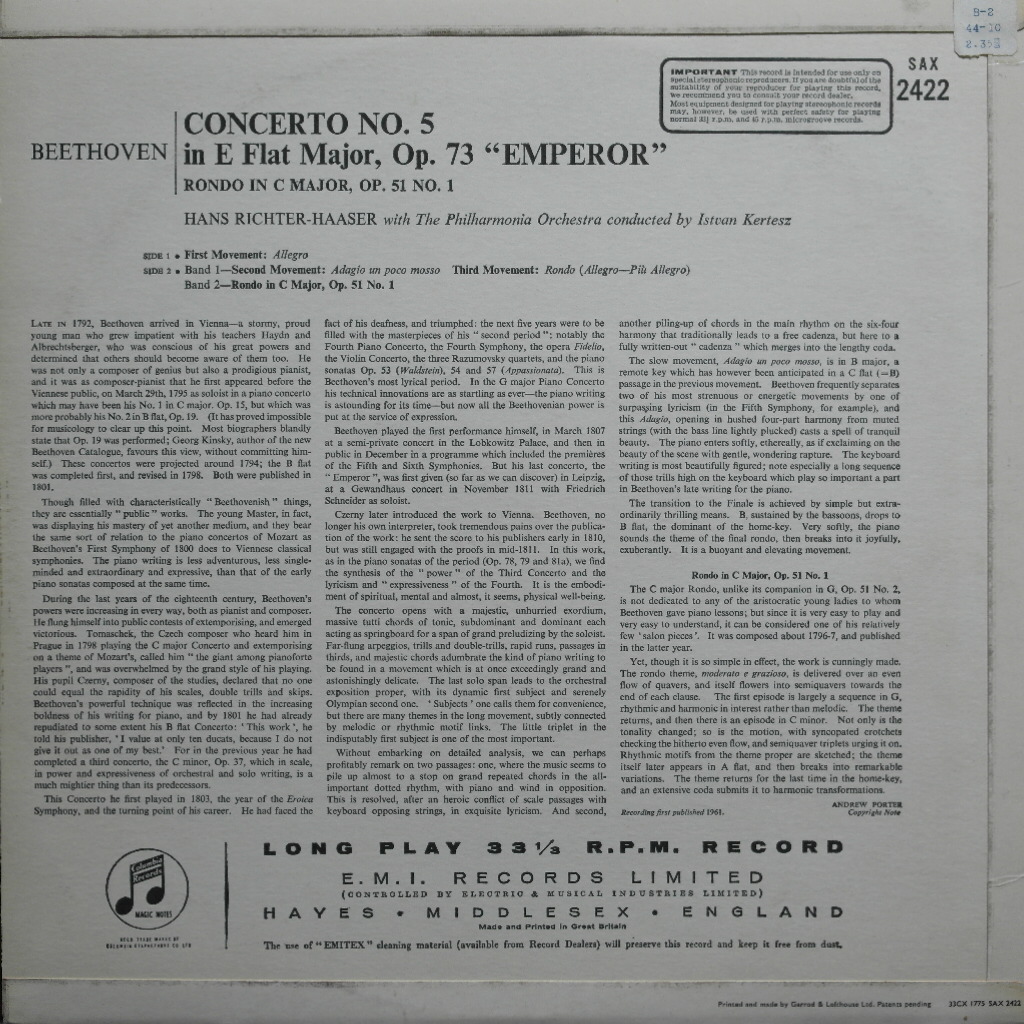 B-2
44-10
SAX
2422
IMPORTANT This record is intended for use only on
special stereophonic reproducers. If you are doubtful of the
suitability of your reproducer for playing this record,
we recommend you to consult your record dealer.
Most equipment designed for playing stereophonic records
may, however, be used with perfect safety for playing
normal 33⅓ r.p.m. and 45 r.p.m. microgroove records.
BEETHOVEN
CONCERTO NO. 5
in E Flat Major, Op. 73 “EMPEROR”
RONDO IN C MAJOR, OP. 51 NO. 1
HANS RICHTER-HAASER with The Philharmonia Orchestra conducted by Istvan Kertesz
SIDE 1 • First Movement: Allegro
SIDE 2 • Band 1—Second Movement: Adagio un poco mosso Third Movement: Rondo (Allegro—Più Allegro)
Band 2—Rondo in C Major, Op. 51 No. 1
LATE IN 1792, Beethoven arrived in Vienna—a stormy, proud
young man who grew impatient with his teachers Haydn and
Albrechtsberger, who was conscious of his great powers and
determined that others should become aware of them too. He
was not only a composer of genius but also a prodigious pianist,
and it was as composer-pianist that he first appeared before the
Viennese public, on March 29th, 1795 as soloist in a piano concerto
which may have been his No. 1 in C major. Op. 15, but which was
more probably his No. 2 in B flat, Op. 19. (It has proved impossible
for musicology to clear up this point. Most biographers blandly
state that Op. 19 was performed; Georg Kinsky, author of the new
Beethoven Catalogue, favours this view, without committing him-
self.) These concertos were projected around 1794; the B flat
was completed first, and revised in 1798. Both were published in
1801.
Though filled with characteristically “ Beethovenish ” things,
they are essentially “ public ” works. The young Master, in fact,
was displaying his mastery of yet another medium, and they bear
the same sort of relation to the piano concertos of Mozart as
Beethoven's First Symphony of 1800 does to Viennese classical
symphonies. The piano writing is less adventurous, less single-
minded and extraordinary and expressive, than that of the early
piano sonatas composed at the same time.
During the last years of the eighteenth century, Beethoven's
powers were increasing in every way, both as pianist and composer.
He flung himself into public contests of extemporising, and emerged
victorious. Tomaschek, the Czech composer who heard him in
Prague in 1798 playing the C major Concerto and extemporising
on a theme of Mozart's, called him “ the giant among pianoforte
players ”, and was overwhelmed by the grand style of his playing.
His pupil Czerny, composer of the studies, declared that no one
could equal the rapidity of his scales, double trills and skips.
Beethoven's powerful technique was reflected in the increasing
boldness of his writing for piano, and by 1801 he had already
repudiated to some extent his B flat Concerto: ‘ This work ’, he
told his publisher, ‘ I value at only ten ducats, because I do not
give it out as one of my best.’ For in the previous year he had
completed a third concerto, the C minor, Op. 37, which in scale,
in power and expressiveness of orchestral and solo writing, is a
much mightier thing than its predecessors.
This Concerto he first played in 1803, the year of the Eroica
Symphony, and the turning point of his career. He had faced the
fact of his deafness, and triumphed: the next five years were to be
filled with the masterpieces of his “ second period ”: notably the
Fourth Piano Concerto, the Fourth Symphony, the opera Fidelio,
the Violin Concerto, the three Razumovsky quartets, and the piano
sonatas Op. 53 (Waldstein), 54 and 57 (Appassionata). This is
Beethoven's most lyrical period. In the G major Piano Concerto
his technical innovations are as startling as ever—the piano writing
is astounding for its time—but now all the Beethovenian power is
put at the service of expression.
Beethoven played the first performance himself, in March 1807
at a semi-private concert in the Lobkowitz Palace, and then in
public in December in a programme which included the premières
of the Fifth and Sixth Symphonies. But his last concerto, the
“ Emperor ”, was first given (so far as we can discover) in Leipzig,
at a Gewandhaus concert in November 1811 with Friedrich
Schneider as soloist.
Czerny later introduced the work to Vienna. Beethoven, no
longer his own interpreter, took tremendous pains over the publica-
tion of the work: he sent the score to his publishers early in 1810,
but was still engaged with the proofs in mid-1811. In this work,
as in the piano sonatas of the period (Op. 78, 79 and 81a), we find
the synthesis of the “ power ” of the Third Concerto and the
lyricism and “ expressiveness ” of the Fourth. It is the embodi-
ment of spiritual, mental and almost, it seems, physical well-being.
The concerto opens with a majestic, unhurried exordium,
massive tutti chords of tonic, subdominant and dominant each
acting as springboard for a span of grand preludizing by the soloist.
Far-flung arpeggios, trills and double-trills, rapid runs, passages in
thirds, and majestic chords adumbrate the kind of piano writing to
be found in a movement which is at once exceedingly grand and
astonishingly delicate. The last solo span leads to the orchestral
exposition proper, with its dynamic first subject and serenely
Olympian second one. ‘ Subjects ’ one calls them for convenience,
but there are many themes in the long movement, subtly connected
by melodic or rhythmic motif links. The little triplet in the
indisputably first subject is one of the most important.
Without embarking on detailed analysis, we can perhaps
profitably remark on two passages: one, where the music seems to
pile up almost to a stop on grand repeated chords in the all-
important dotted rhythm, with piano and wind in opposition.
This is resolved, after an heroic conflict of scale passages with
keyboard opposing strings, in exquisite lyricism. And second,
another piling-up of chords in the main rhythm on the six-four
harmony that traditionally leads to a free cadenza, but here to a
fully written-out “ cadenza ” which merges into the lengthy coda.
The slow movement, Adagio un poco mosso, is in B major, a
remote key which has however been anticipated in a C flat (=B)
passage in the previous movement. Beethoven frequently separates
two of his most strenuous or energetic movements by one of
surpassing lyricism (in the Fifth Symphony, for example), and
this Adagio, opening in hushed four-part harmony from muted
strings (with the bass line lightly plucked) casts a spell of tranquil
beauty. The piano enters softly, ethereally, as if exclaiming on the
beauty of the scene with gentle, wondering rapture. The keyboard
writing is most beautifully figured; note especially a long sequence
of those trills high on the keyboard which play so important a part
in Beethoven's late writing for the piano.
The transition to the Finale is achieved by simple but extra-
ordinarily thrilling means. B, sustained by the bassoons, drops to
B flat, the dominant of the home-key. Very softly, the piano
sounds the theme of the final rondo, then breaks into it joyfully,
exuberantly. It is a buoyant and elevating movement.
Rondo in C Major, Op. 51 No. 1
The C major Rondo, unlike its companion in G, Op. 51 No. 2,
is not dedicated to any of the aristocratic young ladies to whom
Beethoven gave piano lessons; but since it is very easy to play and
very easy to understand, it can be considered one of his relatively
few ‘ salon pieces ’. It was composed about 1796-7, and published
in the latter year.
Yet, though it is so simple in effect, the work is cunningly made.
The rondo theme, moderato e grazioso, is delivered over an even
flow of quavers, and itself flowers into semiquavers towards the
end of each clause. The first episode is largely a sequence in G,
rhythmic and harmonic in interest rather than melodic. The theme
returns, and then there is an episode in C minor. Not only is the
tonality changed; so is the motion, with syncopated crotchets
checking the hitherto even flow, and semiquaver triplets urging it on.
Rhythmic motifs from the theme proper are sketched; the theme
itself later appears in A flat, and then breaks into remarkable
variations. The theme returns for the last time in the home-key,
and an extensive coda submits it to harmonic transformations.
ANDREW PORTER
Recording first published 1961. Copyright Note
Columbia
Records
MAGIC NOTES
LONG PLAY 33⅓ R.P.M. RECORD
E.M.I. RECORDS LIMITED
(CONTROLLED BY ELECTRIC & MUSICAL INDUSTRIES LIMITED)
HAYES • MIDDLESEX • ENGLAND
Made and Printed in Great Britain
The use of “EMITEX” cleaning material (available from Record Dealers) will preserve this record and keep it free from dust.
Printed and made by Garrod & Lofthouse Ltd. Patents pending 33CX 1775 SAX 2422